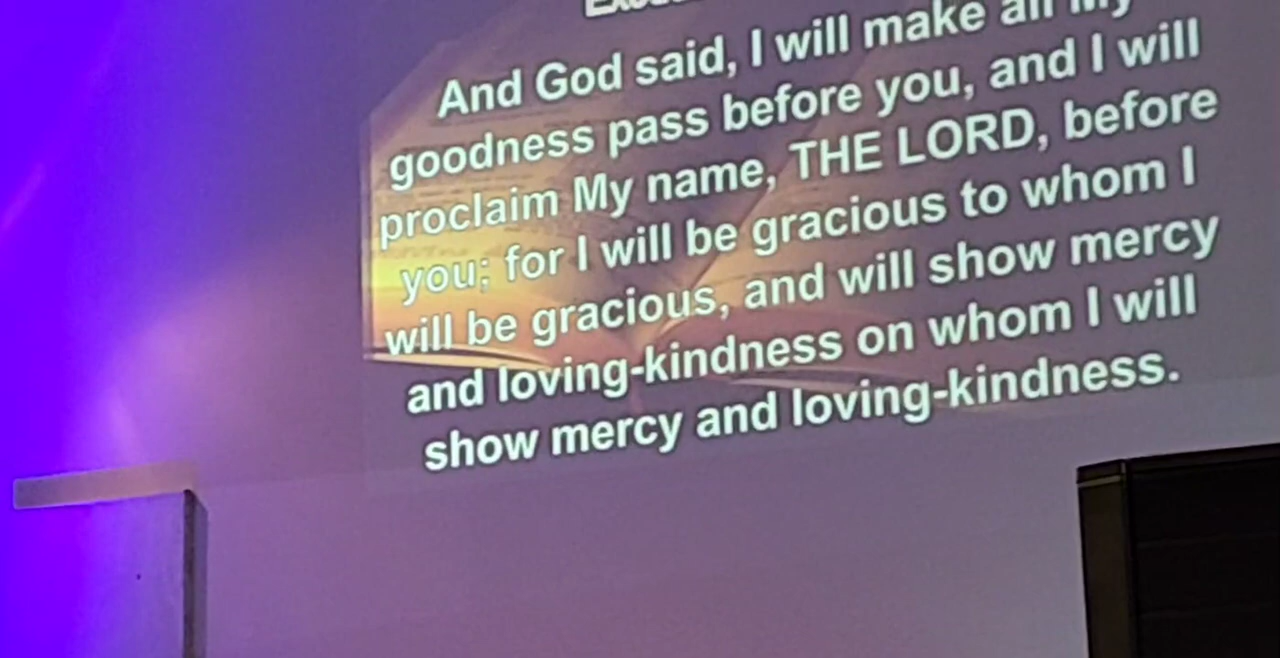 And God said, I will make all My
goodness pass before you, and I will
proclaim My name, THE LORD, before
you; for I will be gracious to whom I
will be gracious, and will show mercy
and loving-kindness on whom I will
show mercy and loving-kindness.